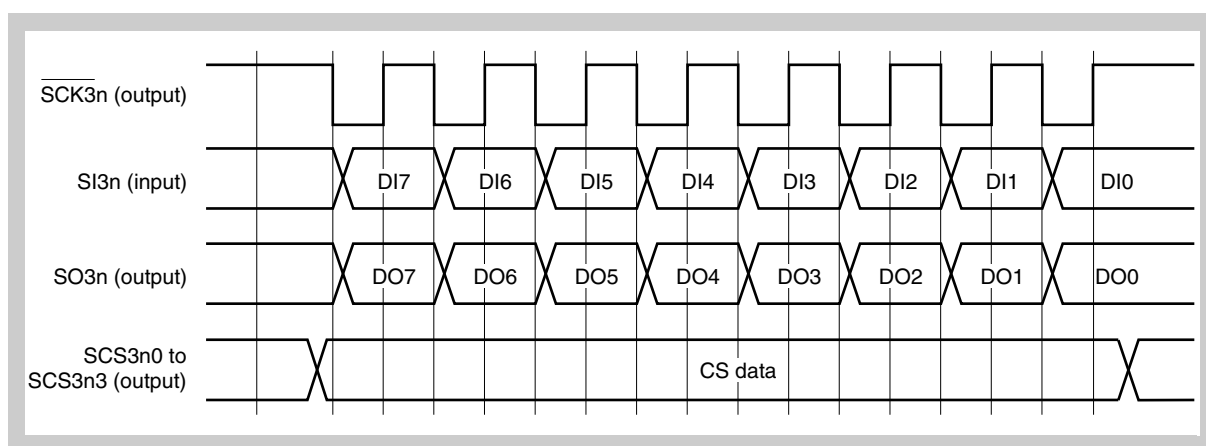 SCK3n (output)
SI3n (input)
DI7 DI6 DI5 DI4 DI3 DI2 DI1 DI0
SO3n (output)
DO7 DO6 DO5 DO4 DO3 DO2 DO1 DO0
SCS3n0 to
SCS3n3 (output)
CS data